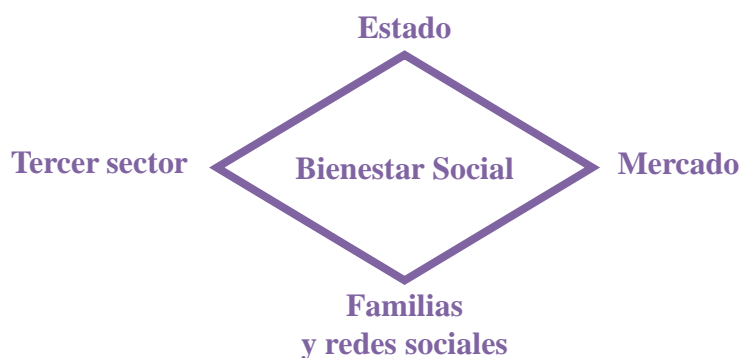 Estado
Tercer sector
Bienestar Social
Mercado
Familias
y redes sociales